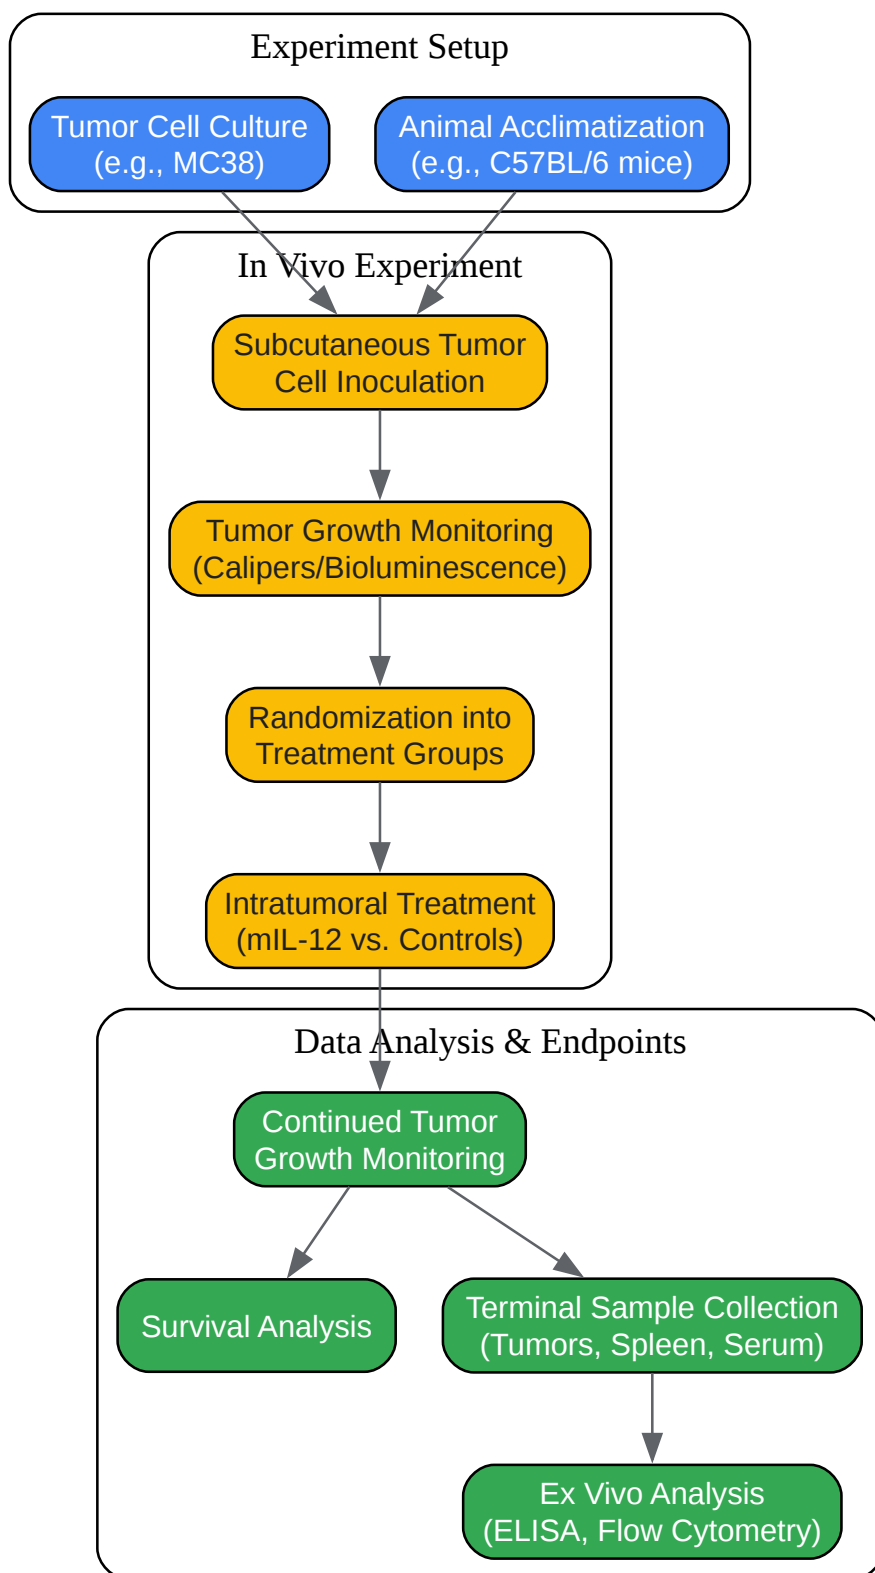 Experiment Setup
Tumor Cell Culture
(e.g., MC38)
Animal Acclimatization
(e.g., C57BL/6 mice)
In Vivo Experiment
Subcutaneous Tumor
Cell Inoculation
Tumor Growth Monitoring
(Calipers/Bioluminescence)
Randomization into
Treatment Groups
Intratumoral Treatment
(mIL-12 vs. Controls)
Data Analysis & Endpoints
Continued Tumor
Growth Monitoring
Survival Analysis
Terminal Sample Collection
(Tumors, Spleen, Serum)
Ex Vivo Analysis
(ELISA, Flow Cytometry)